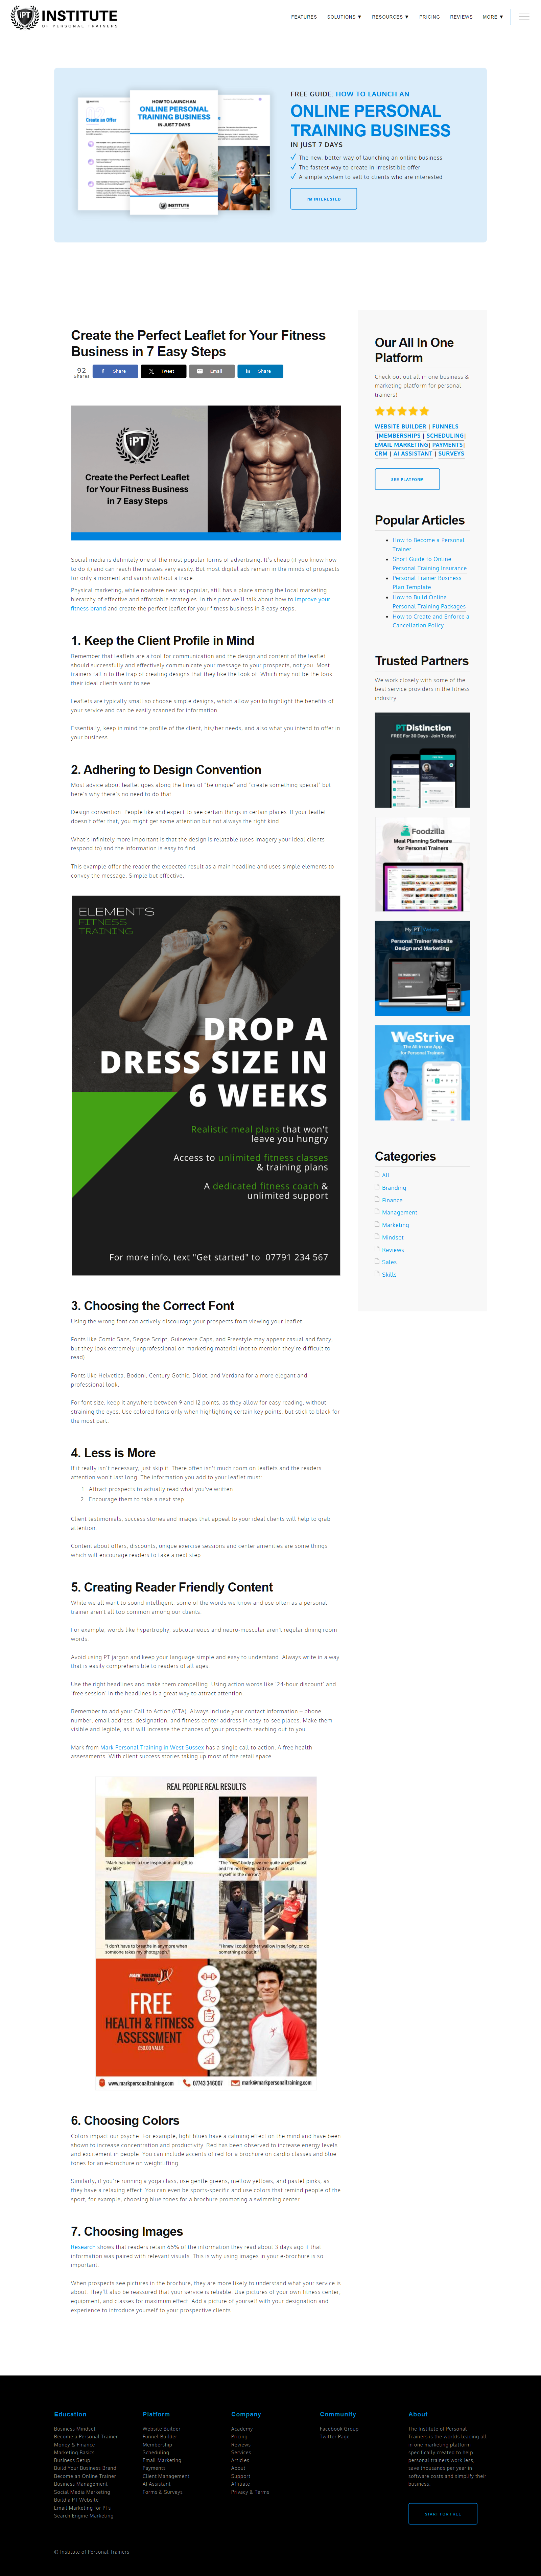 INSTITUTE
OF PERSONAL TRAINERS
FEATURES SOLUTIONS ▼ RESOURCES ▼ PRICING REVIEWS MORE ▼
HOW TO LAUNCH AN
ONLINE PERSONAL
TRAINING BUSINESS
IN JUST 7 DAYS
Create an Offer
INSTITUTE
FREE GUIDE: HOW TO LAUNCH AN
ONLINE PERSONAL
TRAINING BUSINESS
IN JUST 7 DAYS
The new, better way of launching an online business
The fastest way to create in irresistible offer
A simple system to sell to clients who are interested
I'M INTERESTED
Create the Perfect Leaflet for Your Fitness
Business in 7 Easy Steps
92
Shares
Share
Tweet
Email
Share
IPT
Create the Perfect Leaflet
for Your Fitness Business
in 7 Easy Steps
Social media is definitely one of the most popular forms of advertising. It's cheap (if you know how
to do it) and can reach the masses very easily. But most digital ads remain in the minds of prospects
for only a moment and vanish without a trace.
Physical marketing, while nowhere near as popular, still has a place among the local marketing
hierarchy of effective and affordable strategies. In this post we'll talk about how to improve your
fitness brand and create the perfect leaflet for your fitness business in 8 easy steps.
1. Keep the Client Profile in Mind
Remember that leaflets are a tool for communication and the design and content of the leaflet
should successfully and effectively communicate your message to your prospects, not you. Most
trainers fall n to the trap of creating designs that they like the look of. Which may not be the look
their ideal clients want to see.
Leaflets are typically small so choose simple designs, which allow you to highlight the benefits of
your service and can be easily scanned for information.
Essentially, keep in mind the profile of the client, his/her needs, and also what you intend to offer in
your business.
2. Adhering to Design Convention
Most advice about leaflet goes along the lines of "be unique" and "create something special" but
here's why there's no need to do that.
Design convention. People like and expect to see certain things in certain places. If your leaflet
doesn't offer that, you might get some attention but not always the right kind.
What's infinitely more important is that the design is relatable (uses imagery your ideal clients
respond to) and the information is easy to find.
This example offer the reader the expected result as a main headline and uses simple elements to
convey the message. Simple but effective.
ELEMENTS
FITNESS
TRAINING
DROP A
DRESS SIZE IN
6 WEEKS
Realistic meal plans that won't
leave you hungry
Access to unlimited fitness classes
& training plans
A dedicated fitness coach &
unlimited support
For more info, text "Get started" to 07791 234 567
3. Choosing the Correct Font
Using the wrong font can actively discourage your prospects from viewing your leaflet.
Fonts like Comic Sans, Segoe Script, Guinevere Caps, and Freestyle may appear casual and fancy,
but they look extremely unprofessional on marketing material (not to mention they're difficult to
read).
Fonts like Helvetica, Bodoni, Century Gothic, Didot, and Verdana for a more elegant and
professional look.
For font size, keep it anywhere between 9 and 12 points, as they allow for easy reading, without
straining the eyes. Use colored fonts only when highlighting certain key points, but stick to black for
the most part.
4. Less is More
If it really isn't necessary, just skip it. There often isn't much room on leaflets and the readers
attention won't last long. The information you add to your leaflet must:
1. Attract prospects to actually read what you've written
2. Encourage them to take a next step
Client testimonials, success stories and images that appeal to your ideal clients will help to grab
attention.
Content about offers, discounts, unique exercise sessions and center amenities are some things
which will encourage readers to take a next step.
5. Creating Reader Friendly Content
While we all want to sound intelligent, some of the words we know and use often as a personal
trainer aren't all too common among our clients.
For example, words like hypertrophy, subcutaneous and neuro-muscular aren't regular dining room
words.
Avoid using PT jargon and keep your language simple and easy to understand. Always write in a way
that is easily comprehensible to readers of all ages.
Use the right headlines and make them compelling. Using action words like '24-hour discount' and
'free session' in the headlines is a great way to attract attention.
Remember to add your Call to Action (CTA). Always include your contact information – phone
number, email address, designation, and fitness center address in easy-to-see places. Make them
visible and legible, as it will increase the chances of your prospects reaching out to you.
Mark from Mark Personal Training in West Sussex has a single call to action. A free health
assessments. With client success stories taking up most of the retail space.
REAL PEOPLE REAL RESULTS
"Mark has been a true inspiration and gift to
my life!"
"The "new" body gave me quite an ego boost
and I'm not feeling bad now if I look at
myself in the mirror."
"I don't have to breathe in anymore when
someone takes my photograph."
"I knew I could either wallow in self-pity, or do
something about it."
MARK PERSONAL TRAINING
FREE
HEALTH & FITNESS
ASSESSMENT
£50.00 VALUE
www.markpersonaltraining.com 07743 346007 mark@markpersonaltraining.com
6. Choosing Colors
Colors impact our psyche. For example, light blues have a calming effect on the mind and have been
shown to increase concentration and productivity. Red has been observed to increase energy levels
and excitement in people. You can include accents of red for a brochure on cardio classes and blue
tones for an e-brochure on weightlifting.
Similarly, if you're running a yoga class, use gentle greens, mellow yellows, and pastel pinks, as
they have a relaxing effect. You can even be sports-specific and use colors that remind people of the
sport, for example, choosing blue tones for a brochure promoting a swimming center.
7. Choosing Images
Research shows that readers retain 65% of the information they read about 3 days ago if that
information was paired with relevant visuals. This is why using images in your e-brochure is so
important.
When prospects see pictures in the brochure, they are more likely to understand what your service is
about. They'll also be reassured that your service is reliable. Use pictures of your own fitness center,
equipment, and classes for maximum effect. Add a picture of yourself with your designation and
experience to introduce yourself to your prospective clients.
Our All In One
Platform
Check out out all in one business &
marketing platform for personal
trainers!
WEBSITE BUILDER | FUNNELS
|MEMBERSHIPS | SCHEDULING|
EMAIL MARKETING| PAYMENTS|
CRM | AI ASSISTANT | SURVEYS
SEE PLATFORM
Popular Articles
How to Become a Personal
Trainer
Short Guide to Online
Personal Training Insurance
Personal Trainer Business
Plan Template
How to Build Online
Personal Training Packages
How to Create and Enforce a
Cancellation Policy
Trusted Partners
We work closely with some of the
best service providers in the fitness
industry.
PTDistinction
FREE For 30 Days - Join Today!
Foodzilla
Meal Planning Software for
Personal Trainers
My PT Website
Personal Trainer Website
Design and Marketing
WeStrive
The All-in-One App
for Personal Trainers
Categories
All
Branding
Finance
Management
Marketing
Mindset
Reviews
Sales
Skills
Education
Business Mindset
Become a Personal Trainer
Money & Finance
Marketing Basics
Business Setup
Build Your Business Brand
Become an Online Trainer
Business Management
Social Media Marketing
Build a PT Website
Email Marketing for PTs
Search Engine Marketing
Platform
Website Builder
Funnel Builder
Membership
Scheduling
Email Marketing
Payments
Client Management
AI Assistant
Forms & Surveys
Company
Academy
Pricing
Reviews
Services
Articles
About
Support
Affiliate
Privacy & Terms
Community
Facebook Group
Twitter Page
About
The Institute of Personal
Trainers is the worlds leading all
in one marketing platform
specifically created to help
personal trainers work less,
save thousands per year in
software costs and simplify their
business.
START FOR FREE
© Institute of Personal Trainers